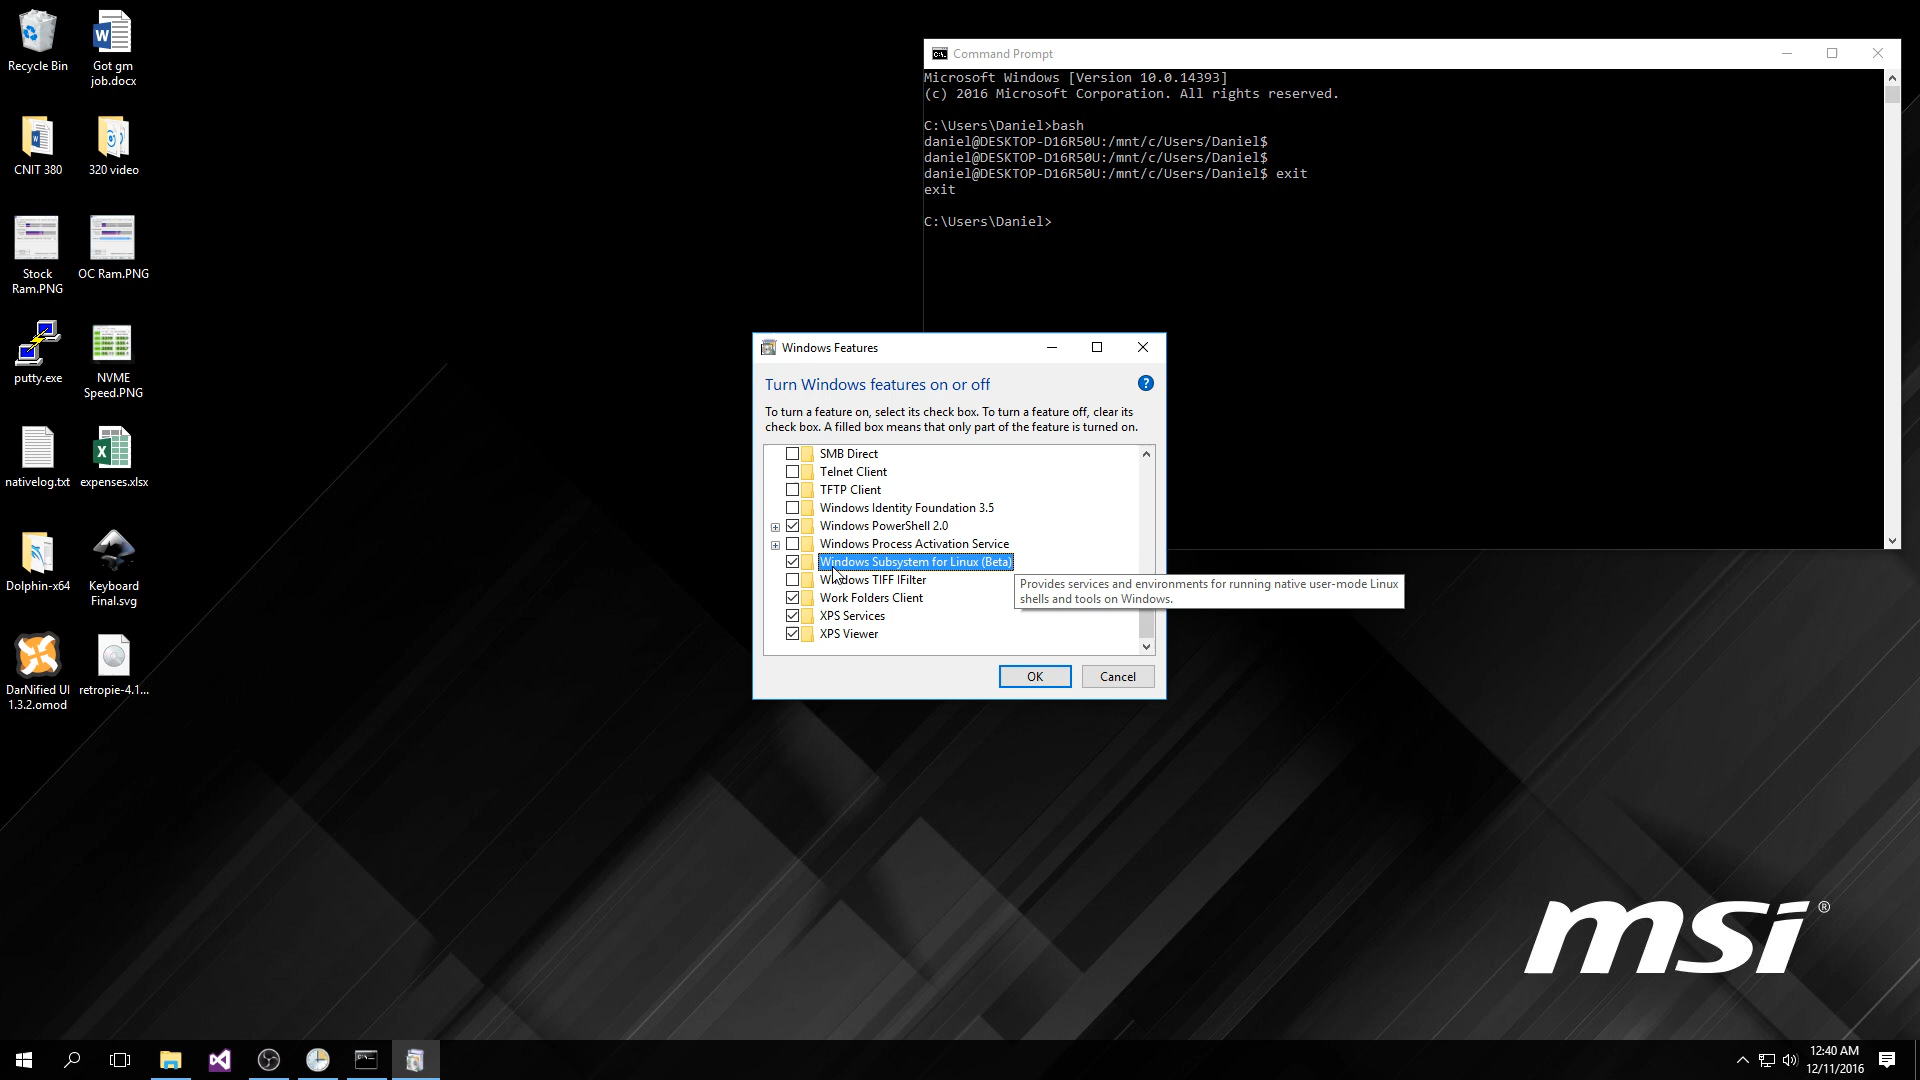 Recycle Bin
Got gm
job.docx
CNIT 380
320 video
Stock
Ram.PNG
OC Ram.PNG
putty.exe
NVME
Speed.PNG
nativelog.txt
expenses.xlsx
Dolphin-x64
Keyboard
Final.svg
DarNified UI
1.3.2.omod
retropie-4.1...
Command Prompt
Microsoft Windows [Version 10.0.14393]
(c) 2016 Microsoft Corporation. All rights reserved.
C:\Users\Daniel>bash
daniel@DESKTOP-D16R50U:/mnt/c/Users/Daniel$
daniel@DESKTOP-D16R50U:/mnt/c/Users/Daniel$
daniel@DESKTOP-D16R50U:/mnt/c/Users/Daniel$ exit
exit
C:\Users\Daniel>
Windows Features
Turn Windows features on or off
To turn a feature on, select its check box. To turn a feature off, clear its
check box. A filled box means that only part of the feature is turned on.
SMB Direct
Telnet Client
TFTP Client
Windows Identity Foundation 3.5
Windows PowerShell 2.0
Windows Process Activation Service
Windows Subsystem for Linux (Beta)
Windows TIFF IFilter
Work Folders Client
XPS Services
XPS Viewer
Provides services and environments for running native user-mode Linux
shells and tools on Windows.
OK
Cancel
msi®
12:40 AM
12/11/2016